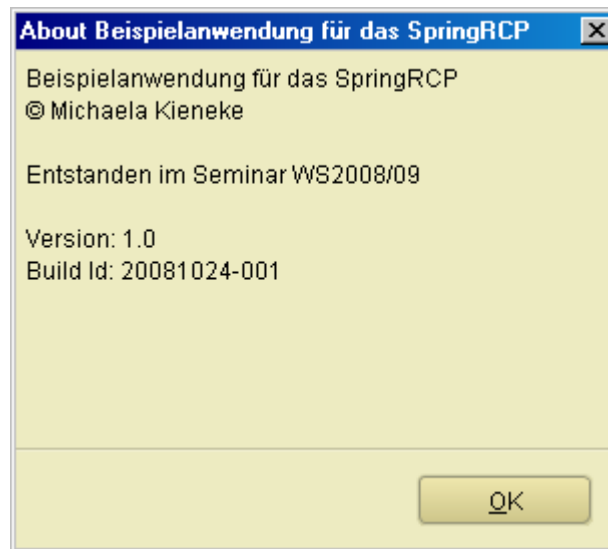 About Beispielanwendung für das SpringRCP
Beispielanwendung für das SpringRCP
© Michaela Kieneke
Entstanden im Seminar WS2008/09
Version: 1.0
Build Id: 20081024-001
OK